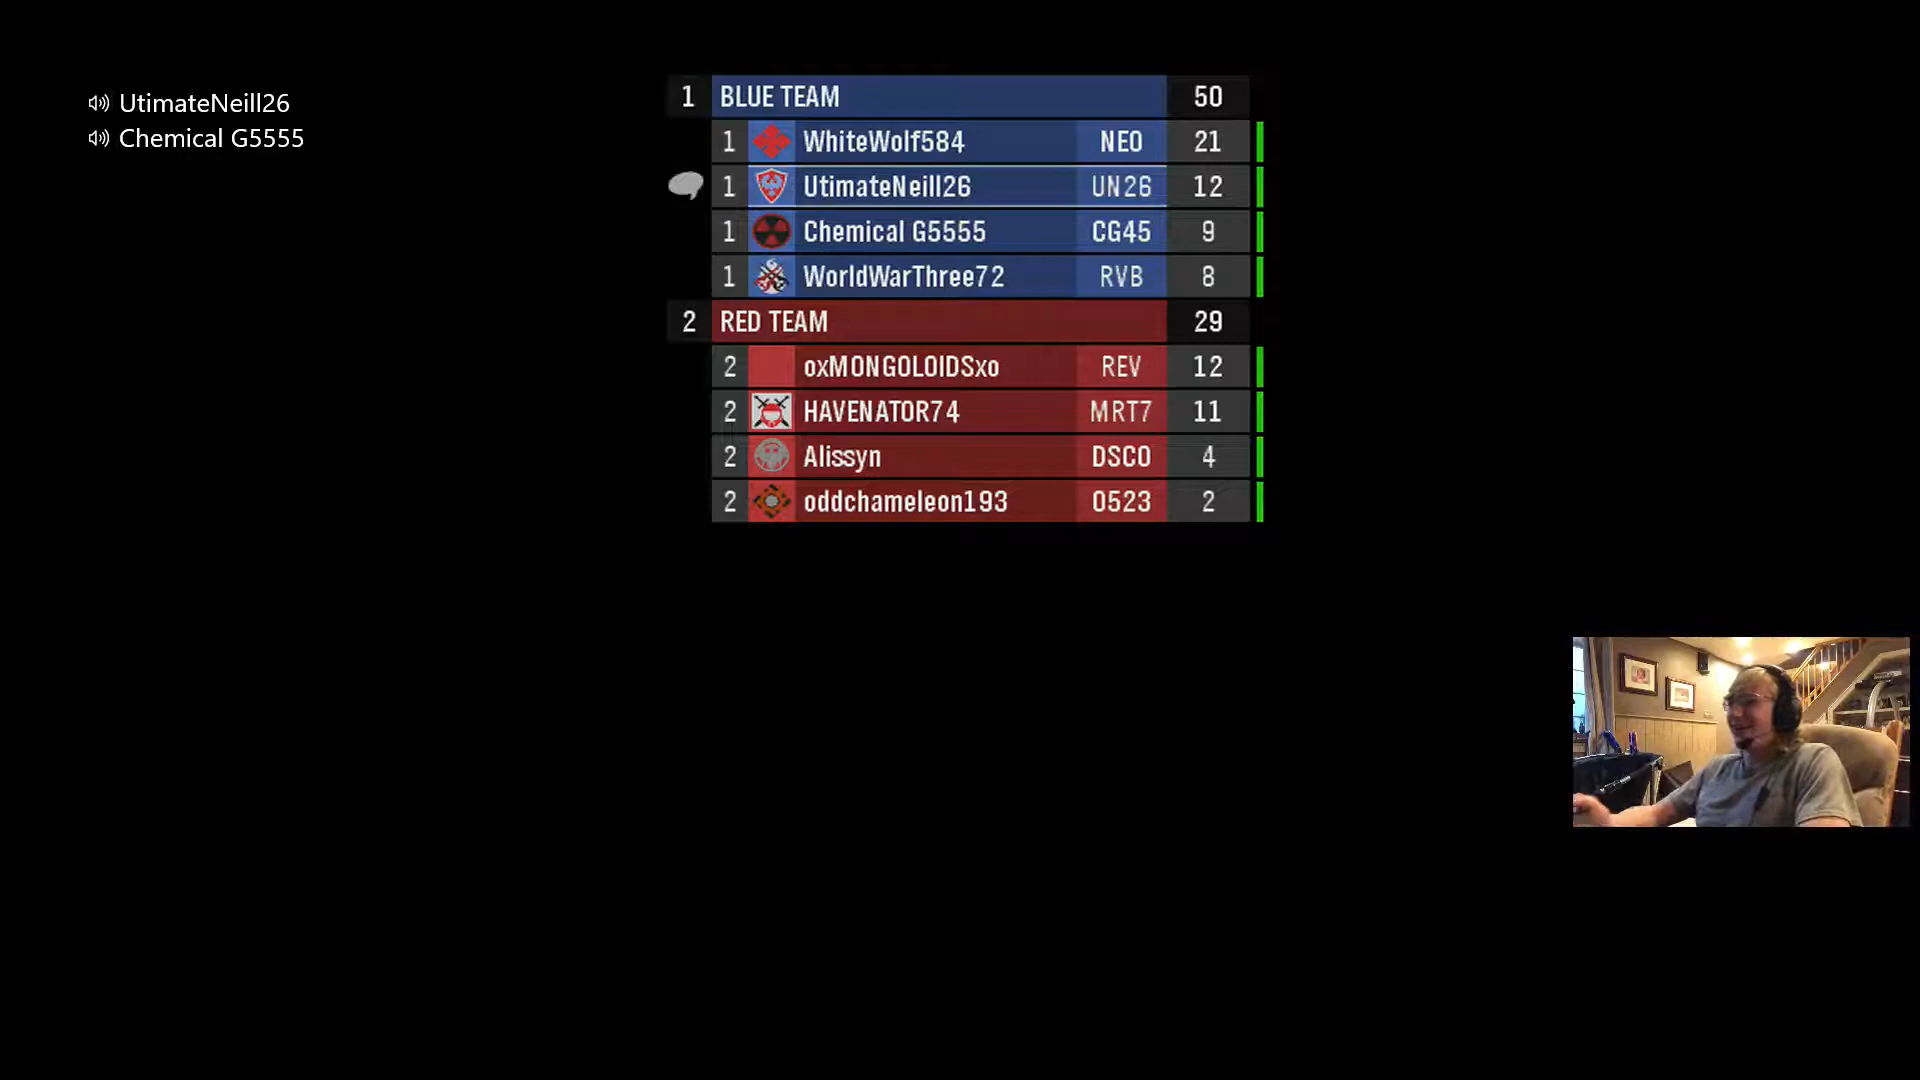 UtimateNeill26
Chemical G5555
1 BLUE TEAM 50
1 WhiteWolf584 NEO 21
1 UtimateNeill26 UN26 12
1 Chemical G5555 CG45 9
1 WorldWarThree72 RVB 8
2 RED TEAM 29
2 oxMONGOLOIDSxo REV 12
2 HAVENATOR74 MRT7 11
2 Alissyn DSCO 4
2 oddchameleon193 0523 2